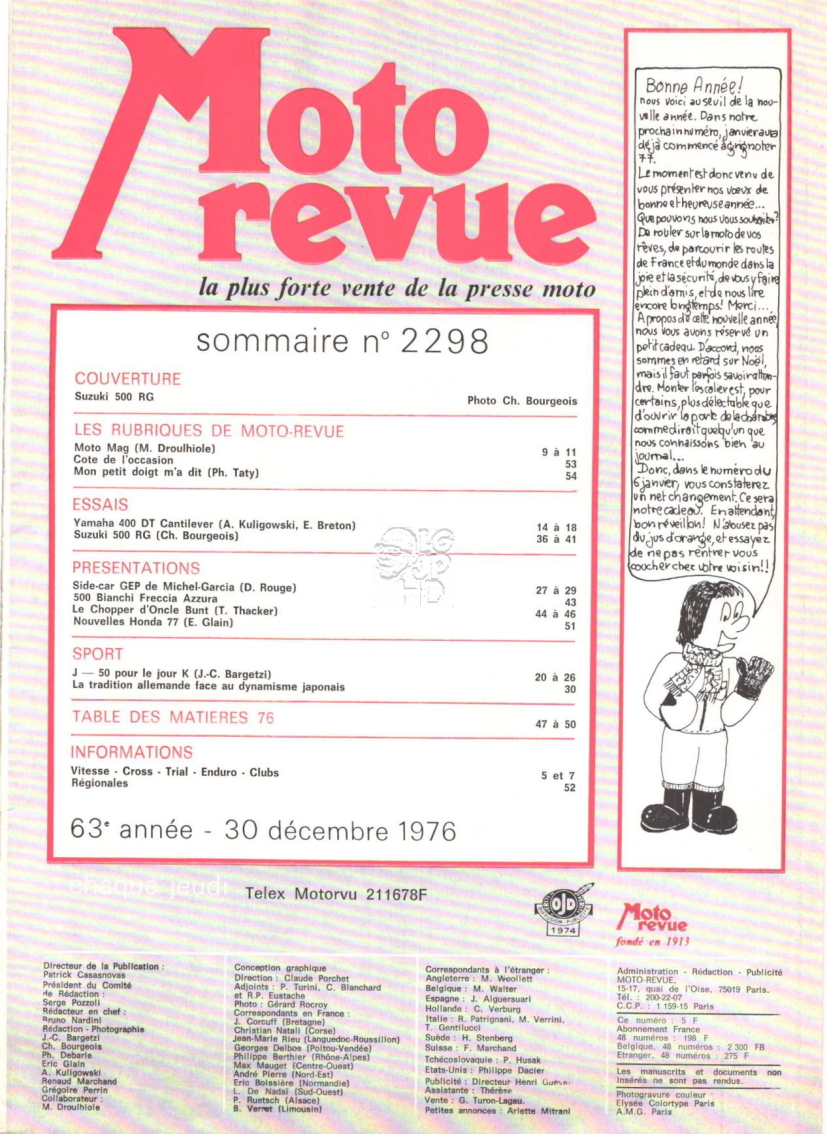 Moto
revue
la plus forte vente de la presse moto
sommaire n° 2298
COUVERTURE
Suzuki 500 RG Photo Ch. Bourgeois
LES RUBRIQUES DE MOTO-REVUE
Moto Mag (M. Droulhiole) 9 à 11
Cote de l'occasion 53
Mon petit doigt m'a dit (Ph. Taty) 54
ESSAIS
Yamaha 400 DT Cantilever (A. Kuligowski, E. Breton) 14 à 18
Suzuki 500 RG (Ch. Bourgeois) 36 à 41
PRESENTATIONS
Side-car GEP de Michel-Garcia (D. Rouge) 27 à 29
500 Bianchi Freccia Azzura 43
Le Chopper d'Oncle Bunt (T. Thacker) 44 à 46
Nouvelles Honda 77 (E. Glain) 51
SPORT
J — 50 pour le jour K (J.-C. Bargetzi) 20 à 26
La tradition allemande face au dynamisme japonais 30
TABLE DES MATIERES 76 47 à 50
INFORMATIONS
Vitesse - Cross - Trial - Enduro - Clubs 5 et 7
Régionales 52
63e année - 30 décembre 1976
LG
JP
HD
Bonne Année!
nous voici au seuil de la nou-
velle année. Dans notre
prochain numéro, janvier aura
déjà commencé à grignoter
77.
Le moment est donc venu de
vous présenter nos vœux de
bonne et heureuse année...
Que pouvons nous vous souhaiter?
De rouler sur la moto de vos
rêves, de parcourir les routes
de France et du monde dans la
joie et la sécurité, de vous y faire
plein d'amis, et de nous lire
encore longtemps! Merci...
A propos de cette nouvelle année,
nous vous avons réservé un
petit cadeau. D'accord, nous
sommes en retard sur Noël,
mais il faut parfois savoir atten-
dre. Monter l'escalier est, pour
certains, plus délectable que
d'ouvrir la porte de la chambre
comme dirait quelqu'un que
nous connaissons bien au
journal...
Donc, dans le numéro du
6 janvier, vous constaterez
un net changement. Ce sera
notre cadeau. En attendant,
bon réveillon! N'abusez pas
du jus d'orange, et essayez
de ne pas rentrer vous
coucher chez votre voisin!!
chaque jeudi Telex Motorvu 211678F
OJD
1974
Moto
revue
fondé en 1913
Directeur de la Publication :
Patrick Casasnovas
Président du Comité
de Rédaction :
Serge Pozzoli
Rédacteur en chef :
Bruno Nardini
Rédaction - Photographie
J.-C. Bargetzi
Ch. Bourgeois
Ph. Debarle
Eric Glain
A. Kuligowski
Renaud Marchand
Grégoire Perrin
Collaborateur :
M. Droulhiole
Conception graphique
Direction : Claude Porchet
Adjoints : P. Turini, C. Blanchard
et R.P. Eustache
Photo : Gérard Rocroy
Correspondants en France :
J. Corcuff (Bretagne)
Christian Natali (Corse)
Jean-Marie Rieu (Languedoc-Roussillon)
Georges Delbos (Poitou-Vendée)
Philippe Berthier (Rhône-Alpes)
Max Mauget (Centre-Ouest)
André Pierre (Nord-Est)
Eric Boissière (Normandie)
L. De Nadaï (Sud-Ouest)
P. Ruetsch (Alsace)
B. Verret (Limousin)
Correspondants à l'étranger :
Angleterre : M. Woollett
Belgique : M. Walter
Espagne : J. Alguersuari
Hollande : C. Verburg
Italie : R. Patrignani, M. Verrini,
T. Gentilucci
Suède : H. Stenberg
Suisse : F. Marchand
Tchécoslovaquie : P. Husak
Etats-Unis : Philippe Dacier
Publicité : Directeur Henri
Assistante : Thérèse
Vente : G. Turon-Lagau.
Petites annonces : Arlette Mitrani
Administration - Rédaction - Publicité
MOTO-REVUE,
15-17, quai de l'Oise, 75019 Paris.
Tél. : 200-22-07
C.C.P. : 1 159-15 Paris
Ce numéro : 5 F
Abonnement France
48 numéros : 198 F
Belgique, 48 numéros : 2 300 FB
Etranger, 48 numéros : 275 F
Les manuscrits et documents non
insérés ne sont pas rendus.
Photogravure couleur :
Elysée Colortype Paris
A.M.G. Paris